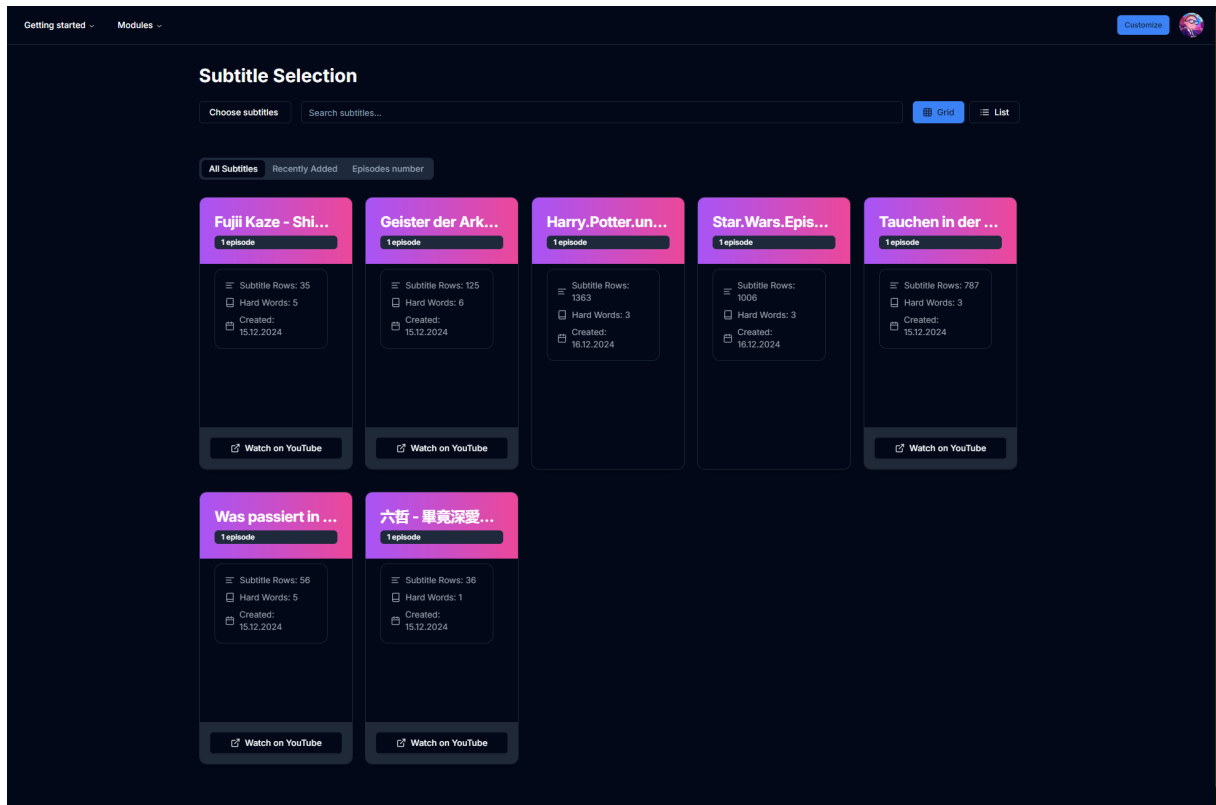 Getting started
Modules
Customize
Subtitle Selection
Choose subtitles
Search subtitles...
Grid
List
All Subtitles
Recently Added
Episodes number
Fujii Kaze - Shi...
1 episode
Subtitle Rows: 35
Hard Words: 5
Created:
15.12.2024
Watch on YouTube
Geister der Ark...
1 episode
Subtitle Rows: 125
Hard Words: 6
Created:
15.12.2024
Watch on YouTube
Harry.Potter.un...
1 episode
Subtitle Rows:
1363
Hard Words: 3
Created:
16.12.2024
Star.Wars.Epis...
1 episode
Subtitle Rows:
1006
Hard Words: 3
Created:
16.12.2024
Tauchen in der ...
1 episode
Subtitle Rows: 787
Hard Words: 3
Created:
15.12.2024
Watch on YouTube
Was passiert in ...
1 episode
Subtitle Rows: 56
Hard Words: 5
Created:
15.12.2024
Watch on YouTube
六哲 - 畢竟深愛...
1 episode
Subtitle Rows: 36
Hard Words: 1
Created:
15.12.2024
Watch on YouTube